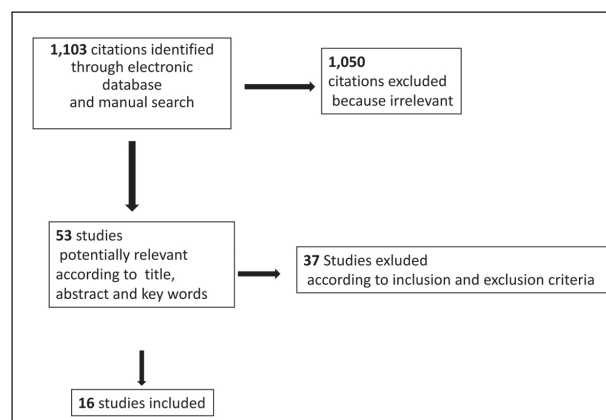 1,103 citations identified
through electronic
database
and manual search
1,050
citations excluded
because irrelevant
53 studies
potentially relevant
according to title,
abstract and key words
37 Studies exluded
according to inclusion and exclusion criteria
16 studies included